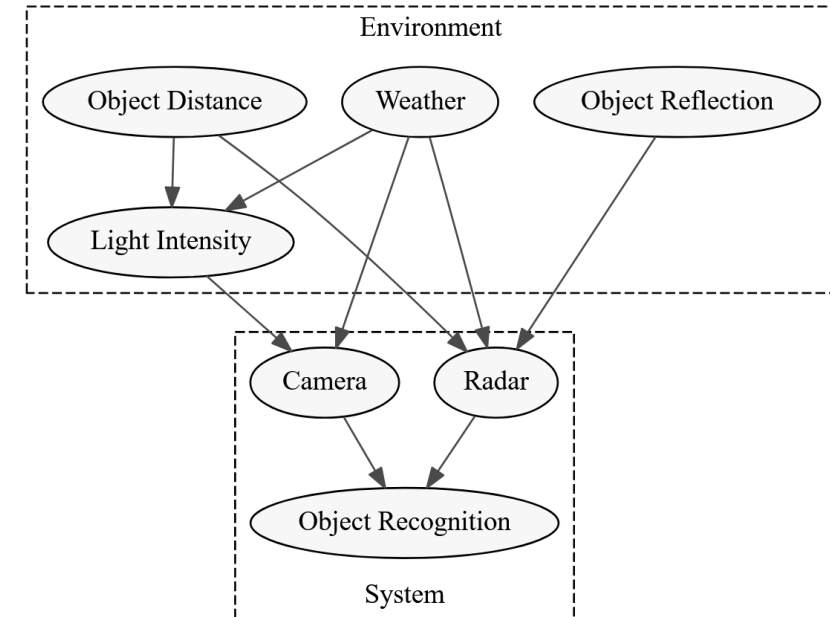 Environment
Object Distance
Weather
Object Reflection
Light Intensity
Camera
Radar
Object Recognition
System